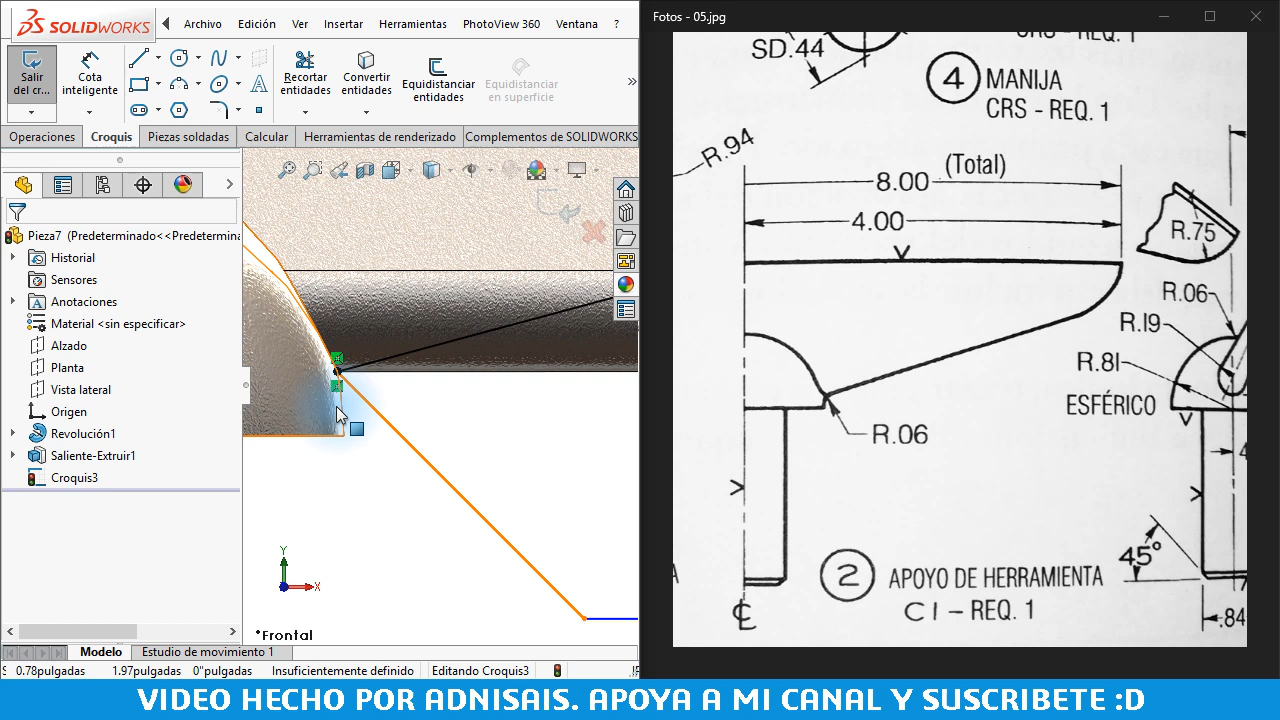 SOLIDWORKS
Archivo Edición Ver Insertar Herramientas PhotoView 360 Ventana ?
Salir del cr...
Cota inteligente
Recortar entidades
Convertir entidades
Equidistanciar entidades
Equidistanciar en superficie
Operaciones Croquis Piezas soldadas Calcular Herramientas de renderizado Complementos de SOLIDWORKS
Pieza7 (Predeterminado<<Predetermina
Historial
Sensores
Anotaciones
Material <sin especificar>
Alzado
Planta
Vista lateral
Origen
Revolución1
Saliente-Extruir1
Croquis3
Y
X
*Frontal
Modelo Estudio de movimiento 1
0.78pulgadas 1.97pulgadas 0"pulgadas Insuficientemente definido Editando Croquis3
Fotos - 05.jpg
SD.44
4 MANIJA
CRS - REQ. 1
R.94
(Total)
8.00
4.00
R.75
R.06
R.19
R.81
ESFÉRICO
R.06
45°
2 APOYO DE HERRAMIENTA
C I - REQ. 1
.84
VIDEO HECHO POR ADNISAIS. APOYA A MI CANAL Y SUSCRIBETE :D